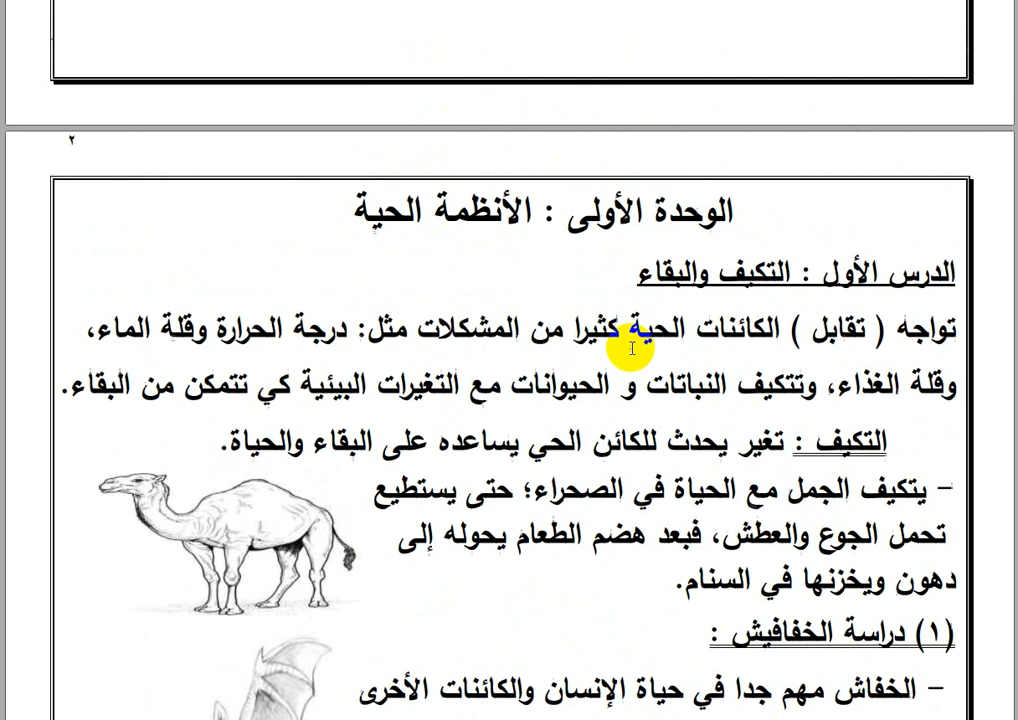 ٢
الوحدة الأولى : الأنظمة الحية
الدرس الأول : التكيف والبقاء
تواجه ( تقابل ) الكائنات الحية كثيرا من المشكلات مثل: درجة الحرارة وقلة الماء،
وقلة الغذاء، وتتكيف النباتات و الحيوانات مع التغيرات البيئية كي تتمكن من البقاء.
التكيف : تغير يحدث للكائن الحي يساعده على البقاء والحياة.
– يتكيف الجمل مع الحياة في الصحراء؛ حتى يستطيع
تحمل الجوع والعطش، فبعد هضم الطعام يحوله إلى
دهون ويخزنها في السنام.
(١) دراسة الخفافيش :
– الخفاش مهم جدا في حياة الإنسان والكائنات الأخرى